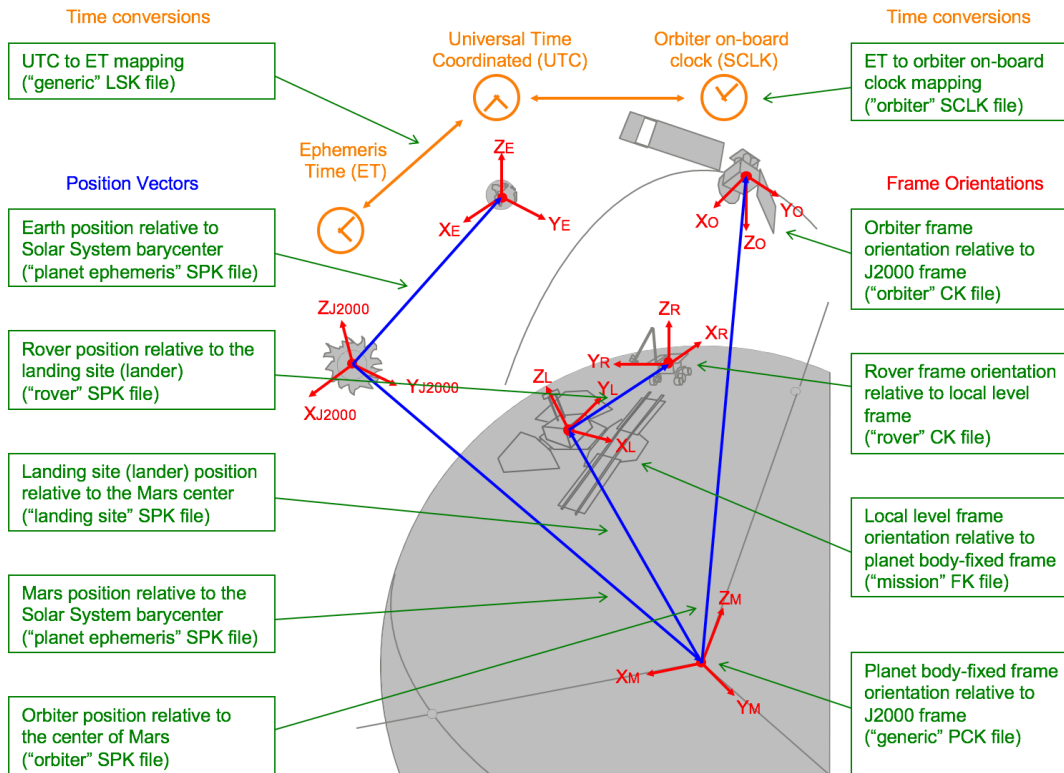 Time conversions
UTC to ET mapping
(“generic” LSK file)
Universal Time
Coordinated (UTC)
Orbiter on-board
clock (SCLK)
Time conversions
ET to orbiter on-board
clock mapping
("orbiter" SCLK file)
Ephemeris
Time (ET)
Position Vectors
Earth position relative to
Solar System barycenter
(“planet ephemeris” SPK file)
Rover position relative to the
landing site (lander)
(“rover” SPK file)
Landing site (lander) position
relative to the Mars center
(“landing site” SPK file)
Mars position relative to the
Solar System barycenter
(“planet ephemeris” SPK file)
Orbiter position relative to
the center of Mars
(“orbiter” SPK file)
ZE
XE
YE
ZJ2000
YJ2000
XJ2000
XO
YO
ZO
ZR
XR
YR
ZL
YL
XL
ZM
XM
YM
Frame Orientations
Orbiter frame
orientation relative to
J2000 frame
(“orbiter” CK file)
Rover frame orientation
relative to local level
frame
(“rover” CK file)
Local level frame
orientation relative to
planet body-fixed frame
(“mission” FK file)
Planet body-fixed frame
orientation relative to
J2000 frame
(“generic” PCK file)